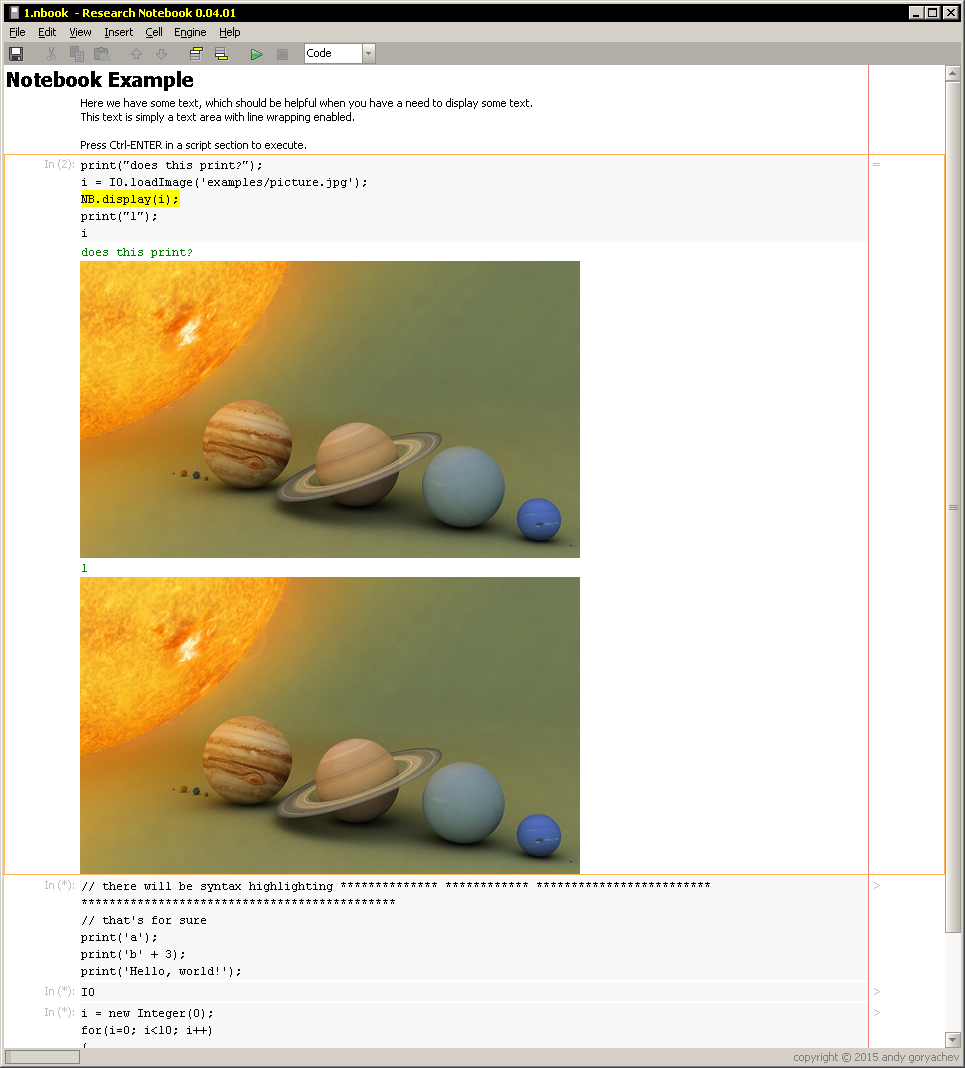 1.nbook - Research Notebook 0.04.01
File Edit View Insert Cell Engine Help
Code
Notebook Example
Here we have some text, which should be helpful when you have a need to display some text.
This text is simply a text area with line wrapping enabled.
Press Ctrl-ENTER in a script section to execute.
In (2): print("does this print?"); =
i = IO.loadImage('examples/picture.jpg');
NB.display(i);
print("l");
i
does this print?
l
In (*): // there will be syntax highlighting ************** ************ ************************* >
*********************************************
// that's for sure
print('a');
print('b' + 3);
print('Hello, world!');
In (*): IO >
In (*): i = new Integer(0); >
for(i=0; i<10; i++)
{
copyright © 2015 andy goryachev